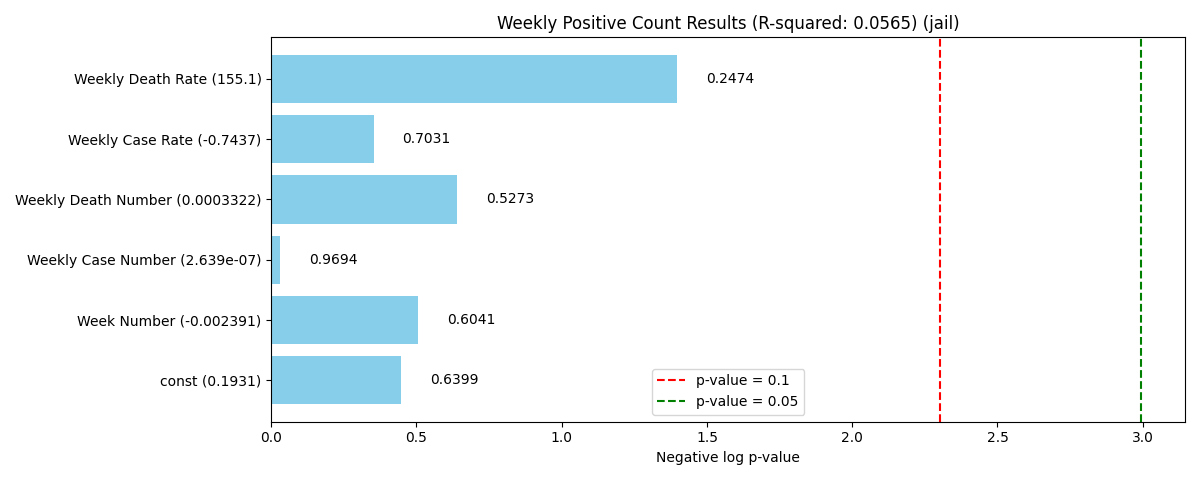 Weekly Positive Count Results (R-squared: 0.0565) (jail)
Weekly Death Rate (155.1)
0.2474
Weekly Case Rate (-0.7437)
0.7031
Weekly Death Number (0.0003322)
0.5273
Weekly Case Number (2.639e-07)
0.9694
Week Number (-0.002391)
0.6041
const (0.1931)
0.6399
p-value = 0.1
p-value = 0.05
0.0 0.5 1.0 1.5 2.0 2.5 3.0
Negative log p-value